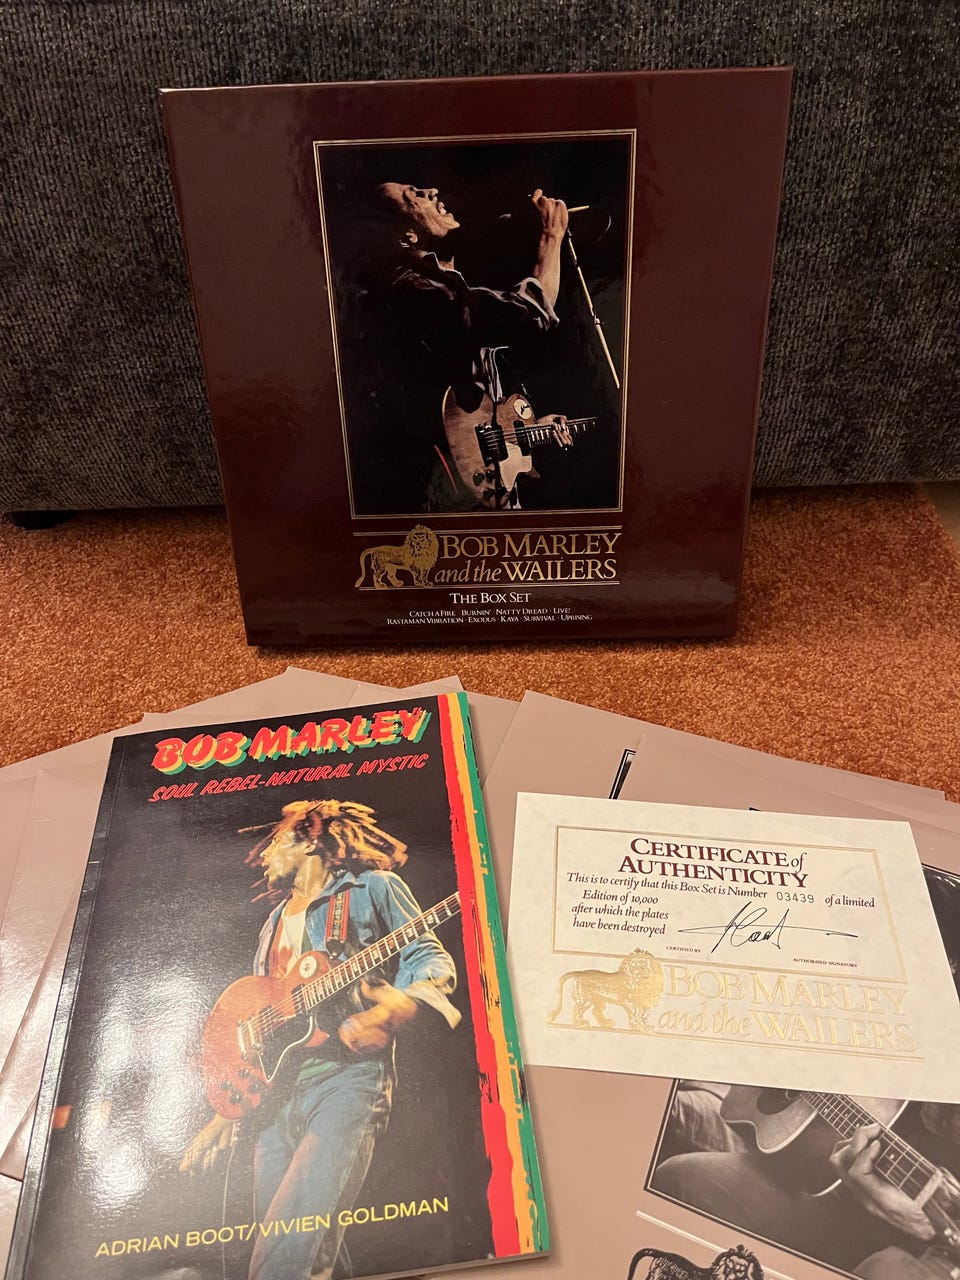 BOB MARLEY
and the WAILERS
THE BOX SET
CATCH A FIRE · BURNIN' · NATTY DREAD · LIVE!
RASTAMAN VIBRATION · EXODUS · KAYA · SURVIVAL · UPRISING
BOB MARLEY
SOUL REBEL-NATURAL MYSTIC
ADRIAN BOOT/VIVIEN GOLDMAN
CERTIFICATE of
AUTHENTICITY
This is to certify that this Box Set is Number 03439 of a limited
Edition of 10,000
after which the plates
have been destroyed
CERTIFIED BY
AUTHORISED SIGNATORY
BOB MARLEY
and the WAILERS